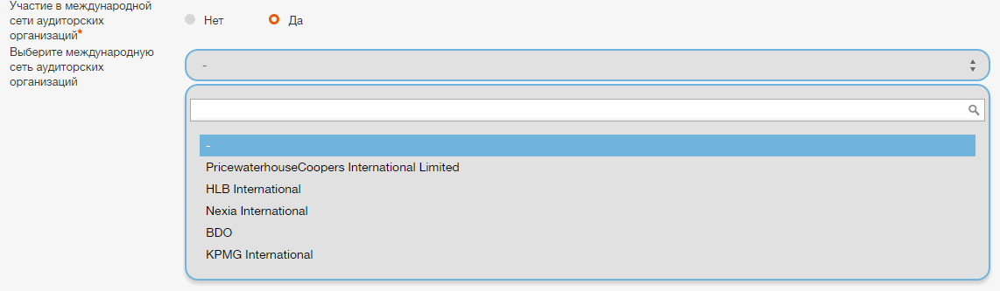 Участие в международной
сети аудиторских
организаций*
Нет
Да
Выберите международную
сеть аудиторских
организаций
-
-
PricewaterhouseCoopers International Limited
HLB International
Nexia International
BDO
KPMG International